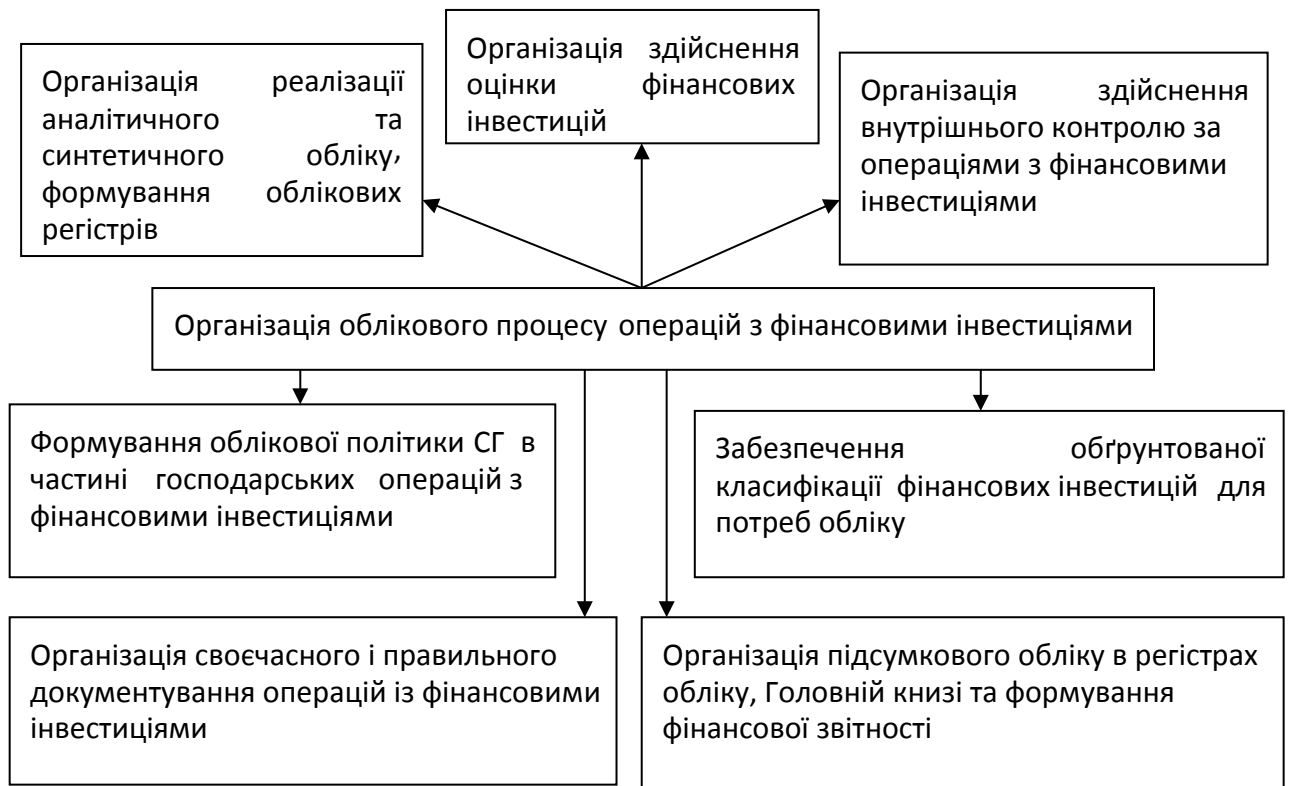 Організація реалізації
аналітичного та
синтетичного обліку,
формування облікових
регістрів
Організація здійснення
оцінки фінансових
інвестицій
Організація здійснення
внутрішнього контролю за
операціями з фінансовими
інвестиціями
Організація облікового процесу операцій з фінансовими інвестиціями
Формування облікової політики СГ в
частині господарських операцій з
фінансовими інвестиціями
Забезпечення обґрунтованої
класифікації фінансових інвестицій для
потреб обліку
Організація своєчасного і правильного
документування операцій із фінансовими
інвестиціями
Організація підсумкового обліку в регістрах
обліку, Головній книзі та формування
фінансової звітності